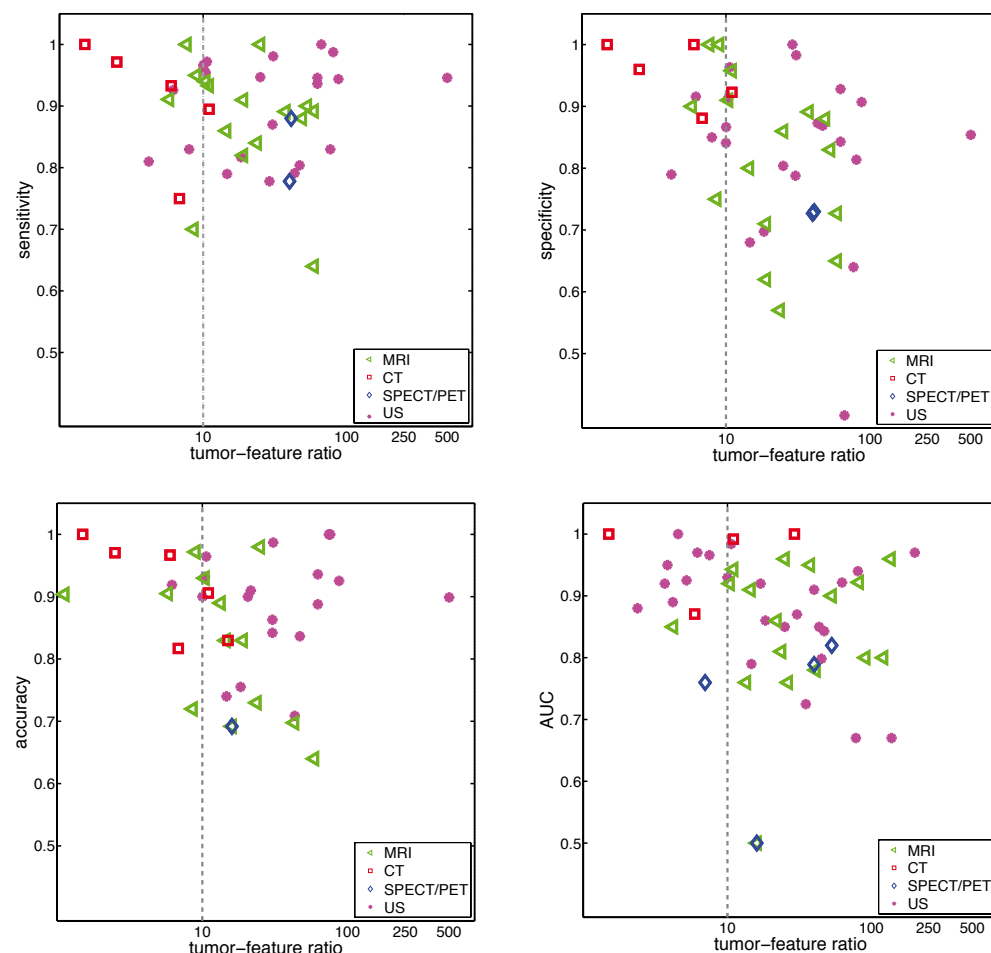 1
0.9
0.8
0.7
0.6
0.5
sensitivity
10
100
250
500
tumor-feature ratio
MRI
CT
SPECT/PET
US
1
0.9
0.8
0.7
0.6
0.5
specificity
10
100
250
500
tumor-feature ratio
MRI
CT
SPECT/PET
US
1
0.9
0.8
0.7
0.6
0.5
accuracy
10
100
250
500
tumor-feature ratio
MRI
CT
SPECT/PET
US
1
0.9
0.8
0.7
0.6
0.5
AUC
10
100
250
500
tumor-feature ratio
MRI
CT
SPECT/PET
US